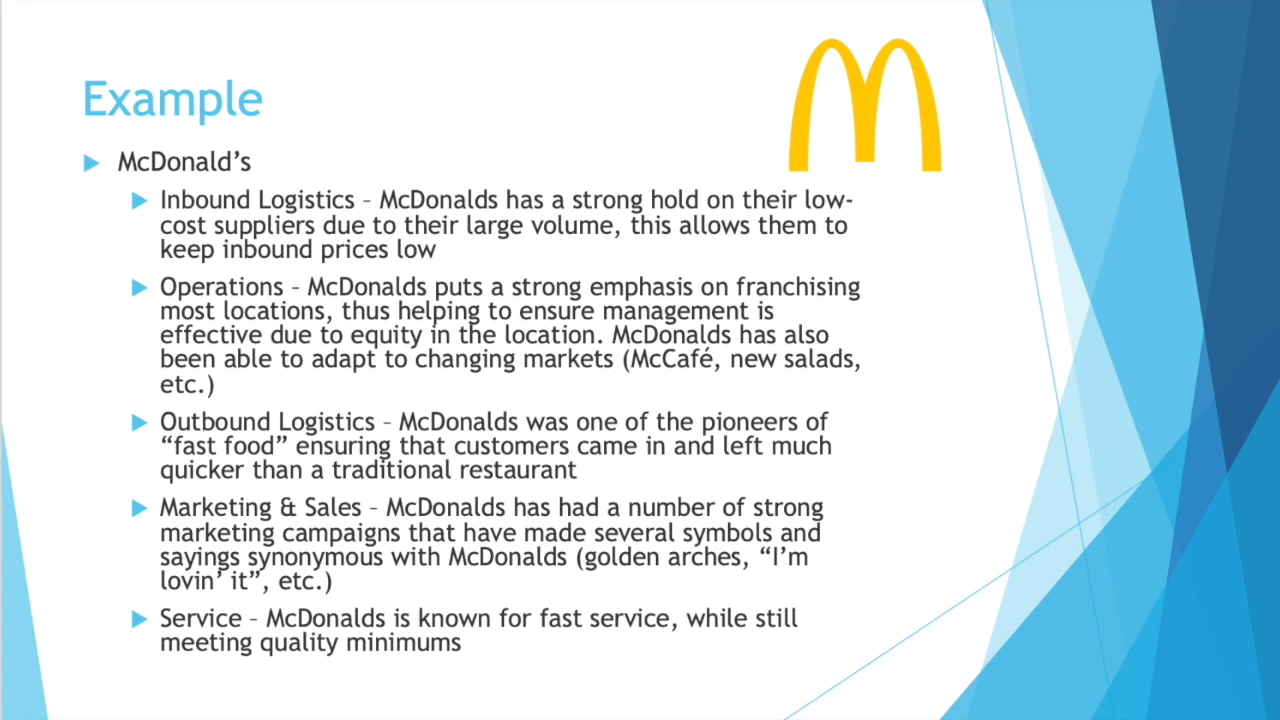 Example
McDonald’s
Inbound Logistics – McDonalds has a strong hold on their low-
cost suppliers due to their large volume, this allows them to
keep inbound prices low
Operations – McDonalds puts a strong emphasis on franchising
most locations, thus helping to ensure management is
effective due to equity in the location. McDonalds has also
been able to adapt to changing markets (McCafé, new salads,
etc.)
Outbound Logistics – McDonalds was one of the pioneers of
“fast food” ensuring that customers came in and left much
quicker than a traditional restaurant
Marketing & Sales – McDonalds has had a number of strong
marketing campaigns that have made several symbols and
sayings synonymous with McDonalds (golden arches, “I’m
lovin’ it”, etc.)
Service – McDonalds is known for fast service, while still
meeting quality minimums